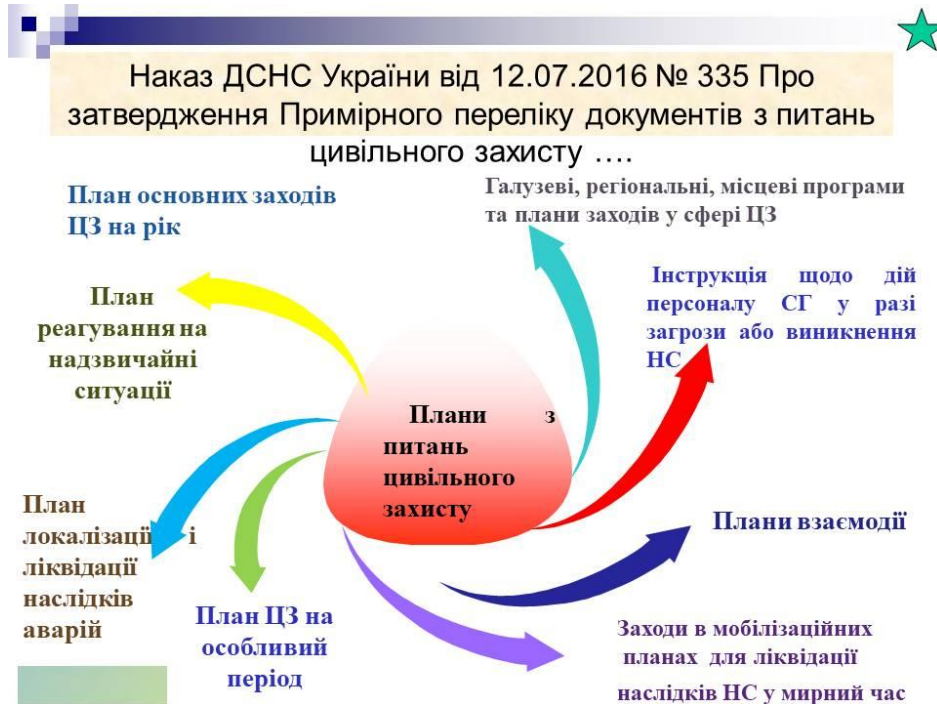 Наказ ДСНС України від 12.07.2016 № 335 Про
затвердження Примірного переліку документів з питань
цивільного захисту ….
План основних заходів
ЦЗ на рік
Галузеві, регіональні, місцеві програми
та плани заходів у сфері ЦЗ
План
реагування на
надзвичайні
ситуації
Інструкція щодо дій
персоналу СГ у разі
загрози або виникнення
НС
Плани з
питань
цивільного
захисту
План
локалізації і
ліквідації
наслідків
аварій
План ЦЗ на
особливий
період
Плани взаємодії
Заходи в мобілізаційних
планах для ліквідації
наслідків НС у мирний час